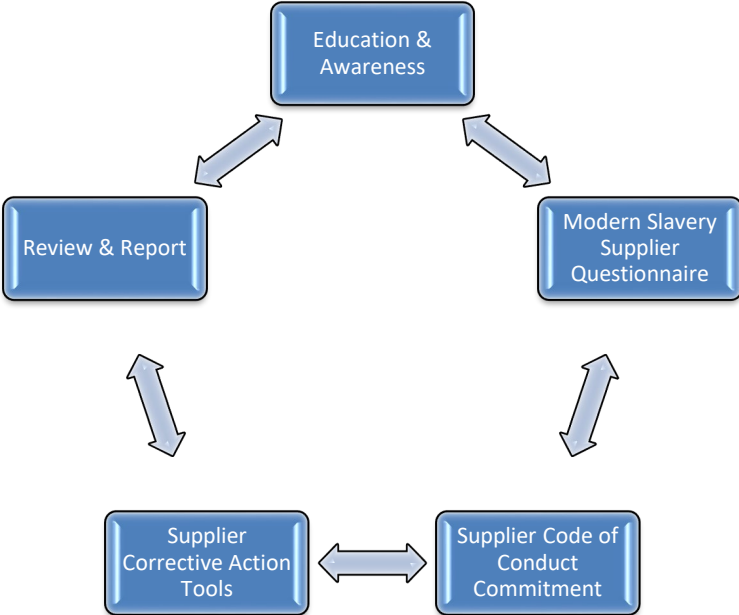 Education &
Awareness
Modern Slavery
Supplier
Questionnaire
Supplier Code of
Conduct
Commitment
Supplier
Corrective Action
Tools
Review & Report